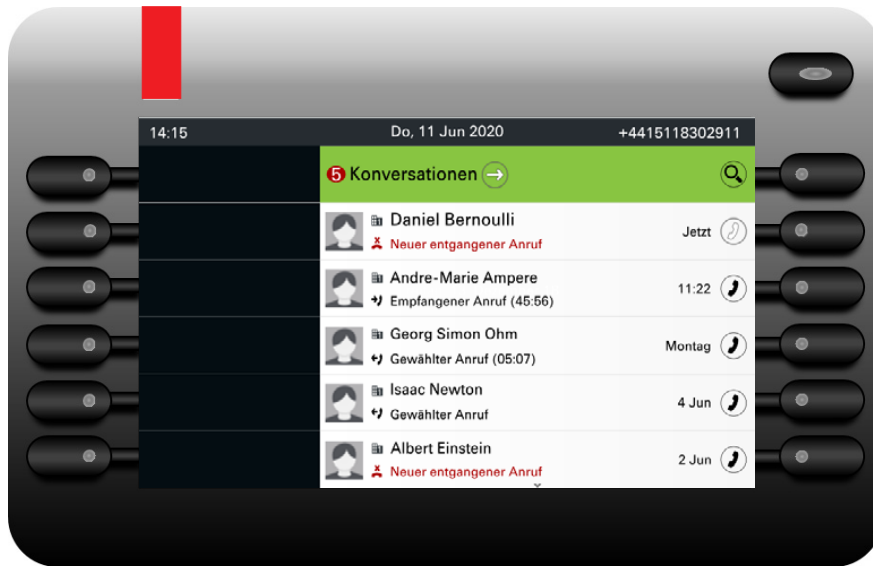 14:15 Do, 11 Jun 2020 +4415118302911
5 Konversationen
Daniel Bernoulli
Neuer entgangener Anruf
Jetzt
Andre-Marie Ampere
Empfangener Anruf (45:56)
11:22
Georg Simon Ohm
Gewählter Anruf (05:07)
Montag
Isaac Newton
Gewählter Anruf
4 Jun
Albert Einstein
Neuer entgangener Anruf
2 Jun